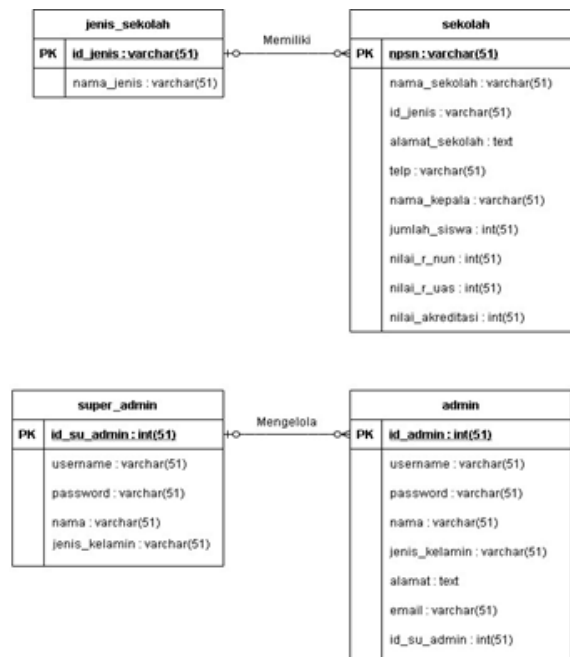 jenis_sekolah
PK id_jenis : varchar(51)
nama_jenis : varchar(51)
Memiliki
sekolah
PK npsn : varchar(51)
nama_sekolah : varchar(51)
id_jenis : varchar(51)
alamat_sekolah : text
telp : varchar(51)
nama_kepala : varchar(51)
jumlah_siswa : int(51)
nilai_r_nun : int(51)
nilai_r_uas : int(51)
nilai_akreditasi : int(51)
super_admin
PK id_su_admin : int(51)
username : varchar(51)
password : varchar(51)
nama : varchar(51)
jenis_kelamin : varchar(51)
Mengelola
admin
PK id_admin : int(51)
username : varchar(51)
password : varchar(51)
nama : varchar(51)
jenis_kelamin : varchar(51)
alamat : text
email : varchar(51)
id_su_admin : int(51)